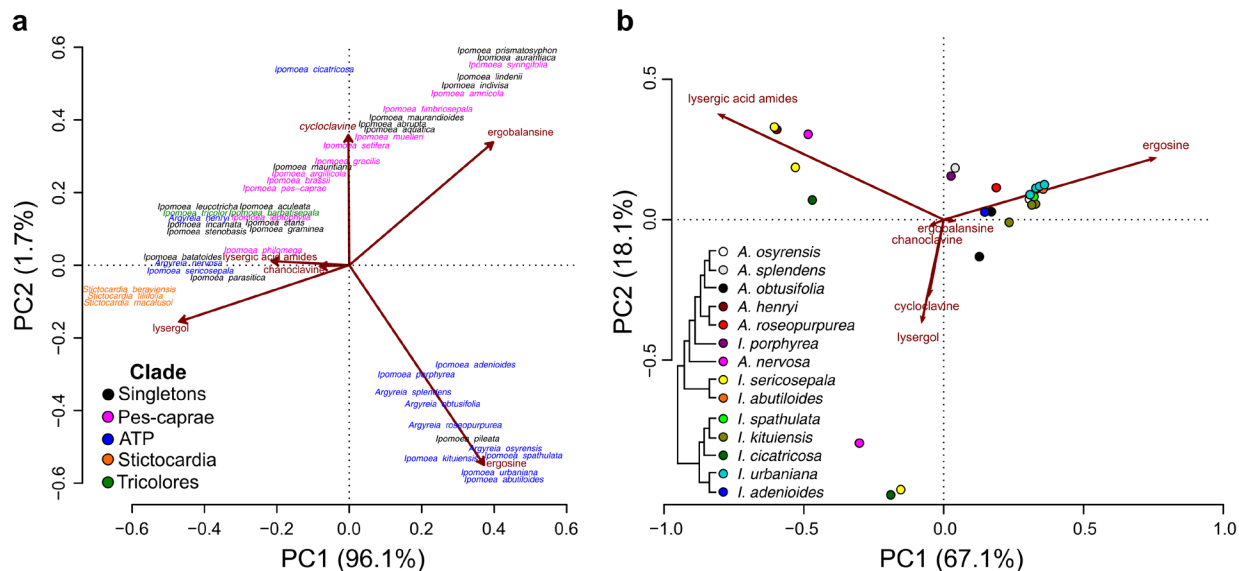 a
PC2 (1.7%)
0.6
0.4
0.2
0.0
−0.2
−0.4
−0.6
Ipomoea prismatosyphon
Ipomoea aurantiaca
Ipomoea syringifolia
Ipomoea cicatricosa
Ipomoea lindenii
Ipomoea indivisa
Ipomoea amnicola
Ipomoea fimbriosepala
Ipomoea maurandioides
cycloclavine
Ipomoea abrupta
Ipomoea aquatica
ergobalansine
Ipomoea muelleri
Ipomoea setifera
Ipomoea gracilis
Ipomoea mauritiana
Ipomoea argillicola
Ipomoea brassii
Ipomoea pes−caprae
Ipomoea leucotricha
Ipomoea aculeata
Ipomoea tricolor
Ipomoea barbatisepala
Argyreia henryi
Ipomoea incarnata
Ipomoea stans
Ipomoea graminea
Ipomoea stenobasis
Ipomoea philomega
Ipomoea batatoides
lysergic acid amides
Argyreia nervosa
chanoclavine
Ipomoea sericosepala
Ipomoea parasitica
Stictocardia beraviensis
Stictocardia tiliifolia
Stictocardia macalusoi
lysergol
Ipomoea adenioides
Ipomoea porphyrea
Argyreia splendens
Argyreia obtusifolia
Argyreia roseopurpurea
Ipomoea pileata
Argyreia osyrensis
Ipomoea spathulata
Ipomoea kituiensis
ergosine
Ipomoea urbaniana
Ipomoea abutiloides
Clade
Singletons
Pes-caprae
ATP
Stictocardia
Tricolores
−0.6
−0.4
−0.2
0.0
0.2
0.4
0.6
PC1 (96.1%)
b
PC2 (18.1%)
0.5
0.0
−0.5
lysergic acid amides
ergosine
ergobalansine
chanoclavine
cycloclavine
lysergol
A. osyrensis
A. splendens
A. obtusifolia
A. henryi
A. roseopurpurea
I. porphyrea
A. nervosa
I. sericosepala
I. abutiloides
I. spathulata
I. kituiensis
I. cicatricosa
I. urbaniana
I. adenioides
−1.0
−0.5
0.0
0.5
1.0
PC1 (67.1%)